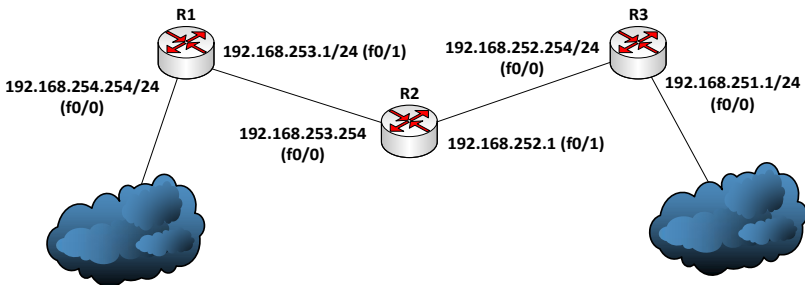 R1
192.168.253.1/24 (f0/1)
192.168.254.254/24
(f0/0)
R2
192.168.253.254
(f0/0)
192.168.252.1 (f0/1)
R3
192.168.252.254/24
(f0/0)
192.168.251.1/24
(f0/0)